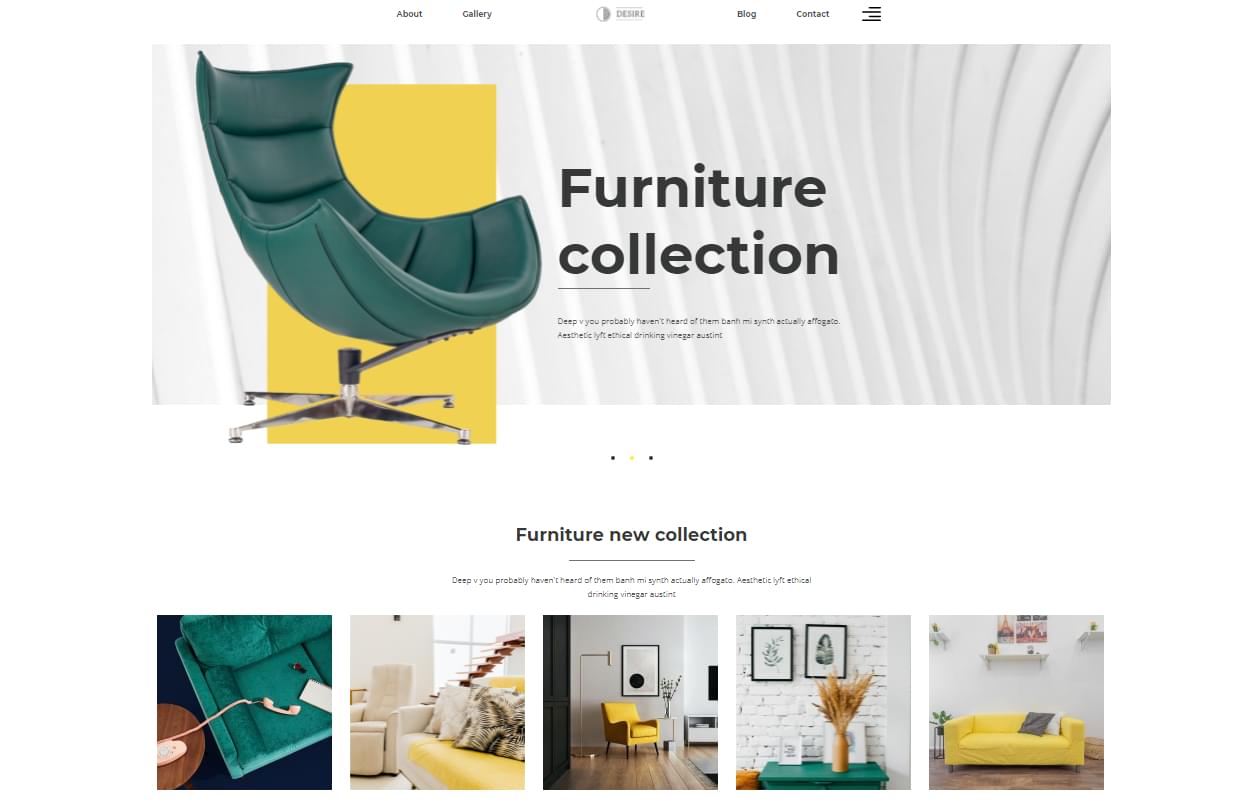 About Gallery DESIRE Blog Contact
Furniture
collection
Deep v you probably haven't heard of them banh mi synth actually affogato.
Aesthetic lyft ethical drinking vinegar austint
Furniture new collection
Deep v you probably haven't heard of them banh mi synth actually affogato. Aesthetic lyft ethical
drinking vinegar austint